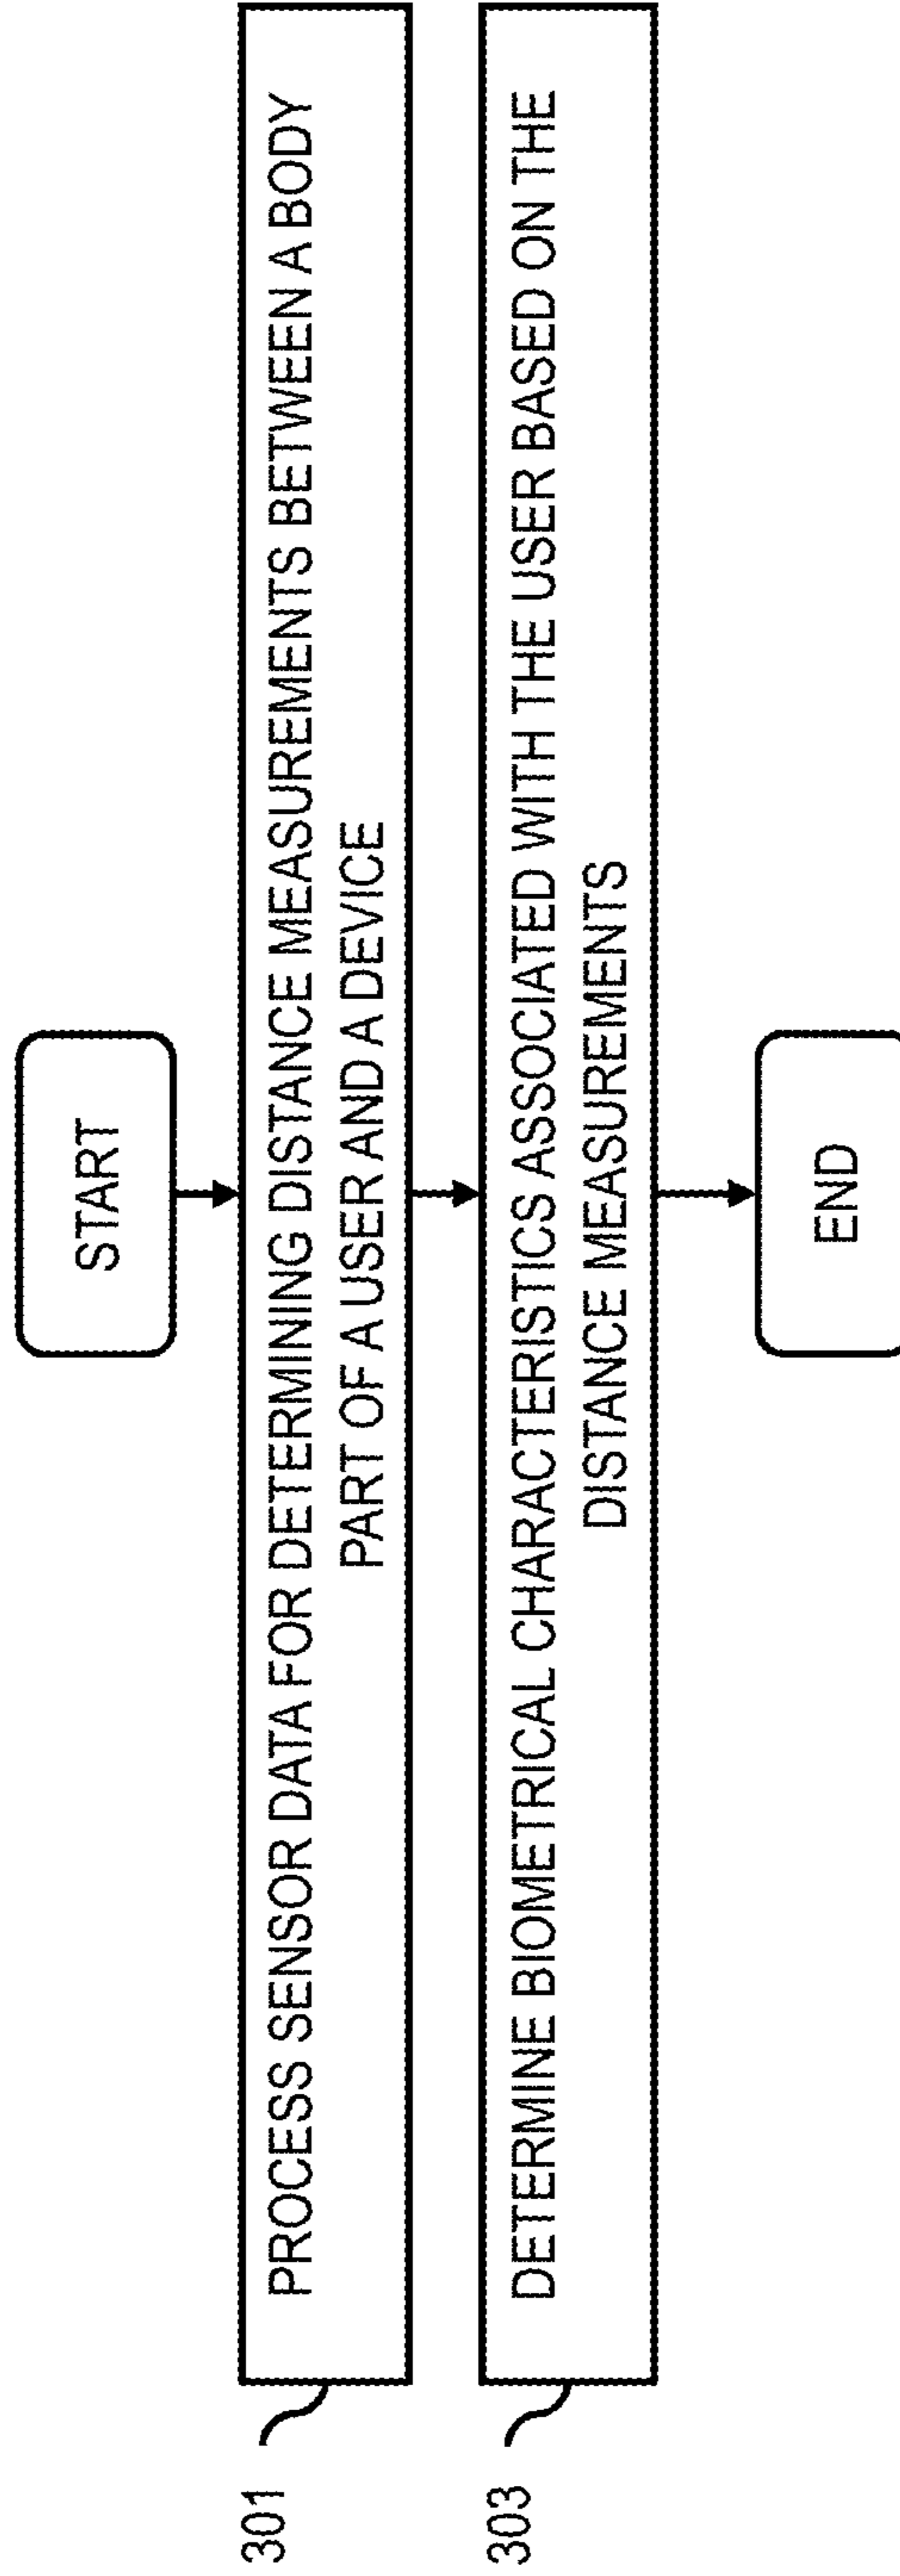 START
301
PROCESS SENSOR DATA FOR DETERMINING DISTANCE MEASUREMENTS BETWEEN A BODY
PART OF A USER AND A DEVICE
303
DETERMINE BIOMETRICAL CHARACTERISTICS ASSOCIATED WITH THE USER BASED ON THE
DISTANCE MEASUREMENTS
END